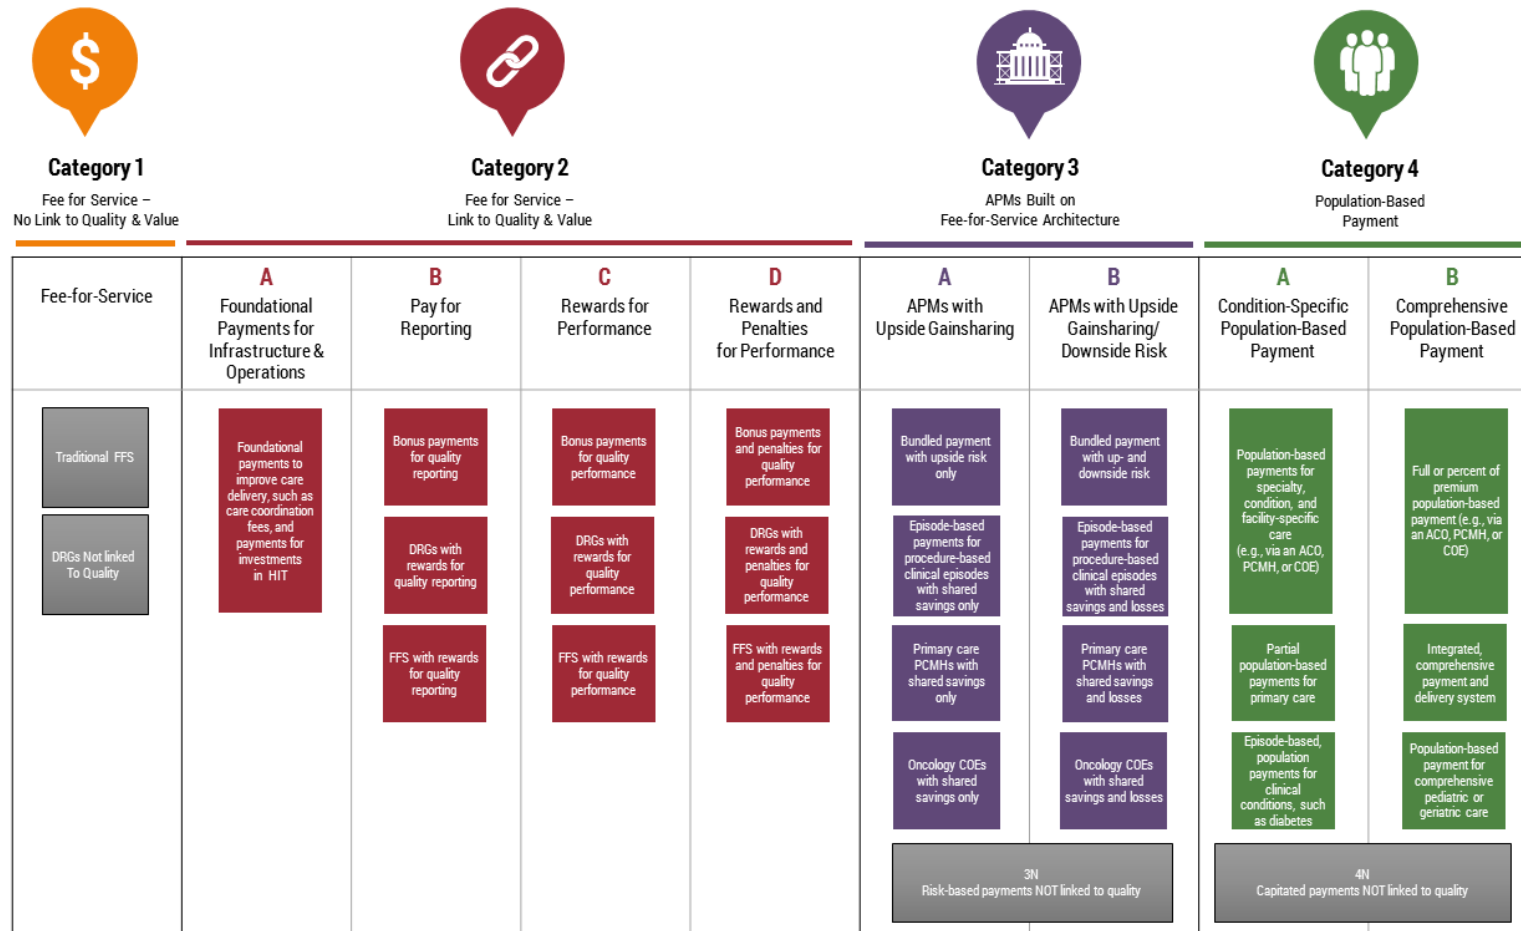 $
Category 1
Fee for Service –
No Link to Quality & Value
Category 2
Fee for Service –
Link to Quality & Value
Category 3
APMs Built on
Fee-for-Service Architecture
Category 4
Population-Based
Payment
Fee-for-Service
A
Foundational
Payments for
Infrastructure &
Operations
B
Pay for
Reporting
C
Rewards for
Performance
D
Rewards and
Penalties
for Performance
A
APMs with
Upside Gainsharing
B
APMs with Upside
Gainsharing/
Downside Risk
A
Condition-Specific
Population-Based
Payment
B
Comprehensive
Population-Based
Payment
Traditional FFS
DRGs Not linked
To Quality
Foundational
payments to
improve care
delivery, such as
care coordination
fees, and
payments for
investments
in HIT
Bonus payments
for quality
reporting
DRGs with
rewards for
quality reporting
FFS with rewards
for quality
reporting
Bonus payments
for quality
performance
DRGs with
rewards for
quality
performance
FFS with rewards
for quality
performance
Bonus payments
and penalties for
quality
performance
DRGs with
rewards and
penalties for
quality
performance
FFS with rewards
and penalties for
quality
performance
Bundled payment
with upside risk
only
Episode-based
payments for
procedure-based
clinical episodes
with shared
savings only
Primary care
PCMHs with
shared savings
only
Oncology COEs
with shared
savings only
Bundled payment
with up- and
downside risk
Episode-based
payments for
procedure-based
clinical episodes
with shared
savings and losses
Primary care
PCMHs with
shared savings
and losses
Oncology COEs
with shared
savings and losses
3N
Risk-based payments NOT linked to quality
Population-based
payments for
specialty,
condition, and
facility-specific
care
(e.g., via an ACO,
PCMH, or COE)
Partial
population-based
payments for
primary care
Episode-based,
population
payments for
clinical
conditions, such
as diabetes
Full or percent of
premium
population-based
payment (e.g., via
an ACO, PCMH, or
COE)
Integrated,
comprehensive
payment and
delivery system
Population-based
payment for
comprehensive
pediatric or
geriatric care
4N
Capitated payments NOT linked to quality